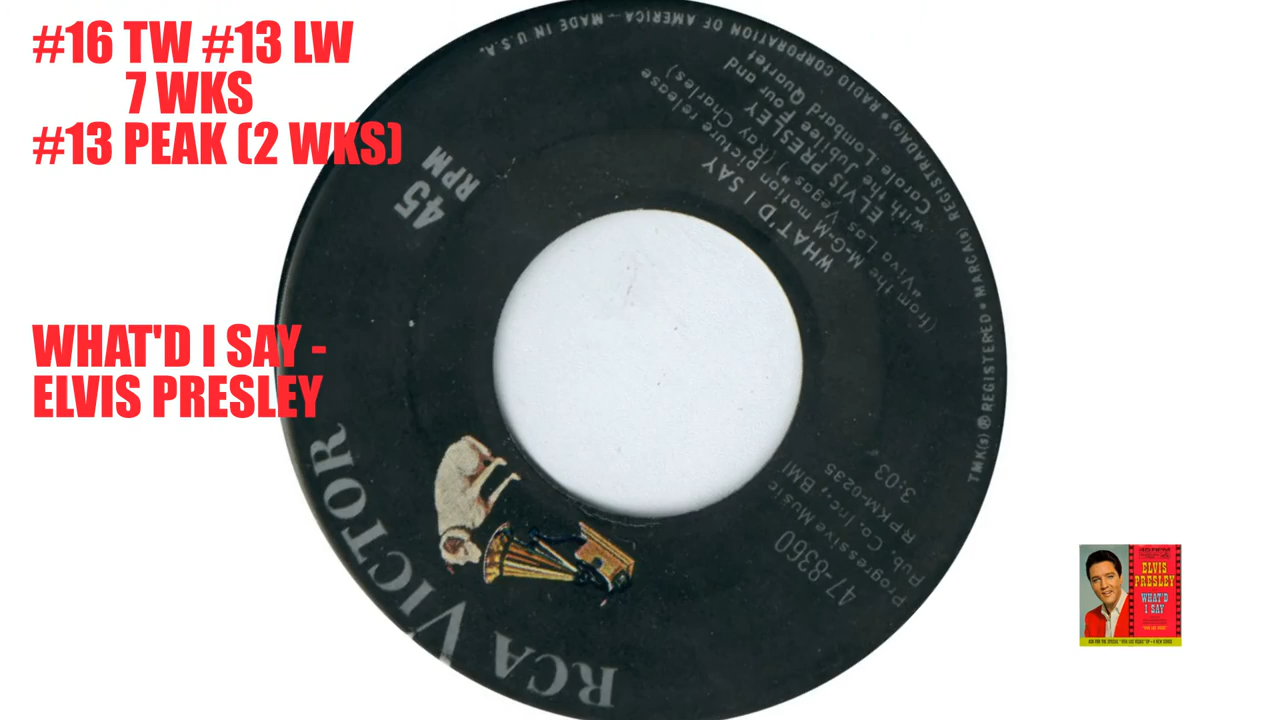 #16 TW #13 LW
7 WKS
#13 PEAK (2 WKS)
WHAT'D I SAY -
ELVIS PRESLEY
RCA VICTOR
45
RPM
WHAT'D I SAY
(from the M-G-M motion picture release
"Viva Las Vegas") (Ray Charles)
ELVIS PRESLEY
with the Jubilee Four and
Carole Lombard Quartet
47-8360
Progressive Music
Pub. Co., Inc., BMI
RPKM-0235
3:03
TMK(s) ® REGISTERED • MARCA(s) REGISTRADA(s) • RADIO CORPORATION OF AMERICA — MADE IN U.S.A.
ELVIS
PRESLEY
WHAT'D
I SAY